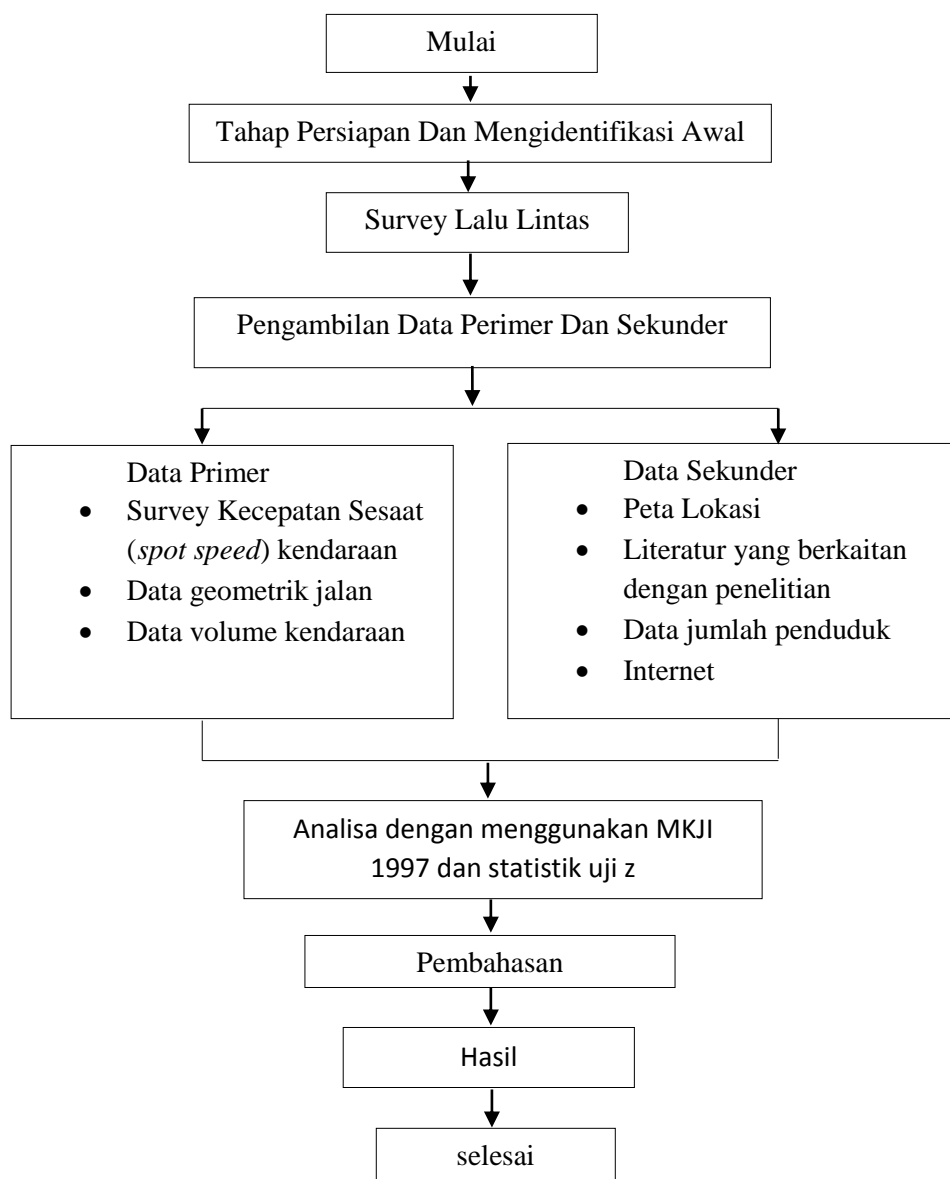 Mulai
Tahap Persiapan Dan Mengidentifikasi Awal
Survey Lalu Lintas
Pengambilan Data Perimer Dan Sekunder
Data Primer
• Survey Kecepatan Sesaat
(spot speed) kendaraan
• Data geometrik jalan
• Data volume kendaraan
Data Sekunder
• Peta Lokasi
• Literatur yang berkaitan
dengan penelitian
• Data jumlah penduduk
• Internet
Analisa dengan menggunakan MKJI
1997 dan statistik uji z
Pembahasan
Hasil
selesai